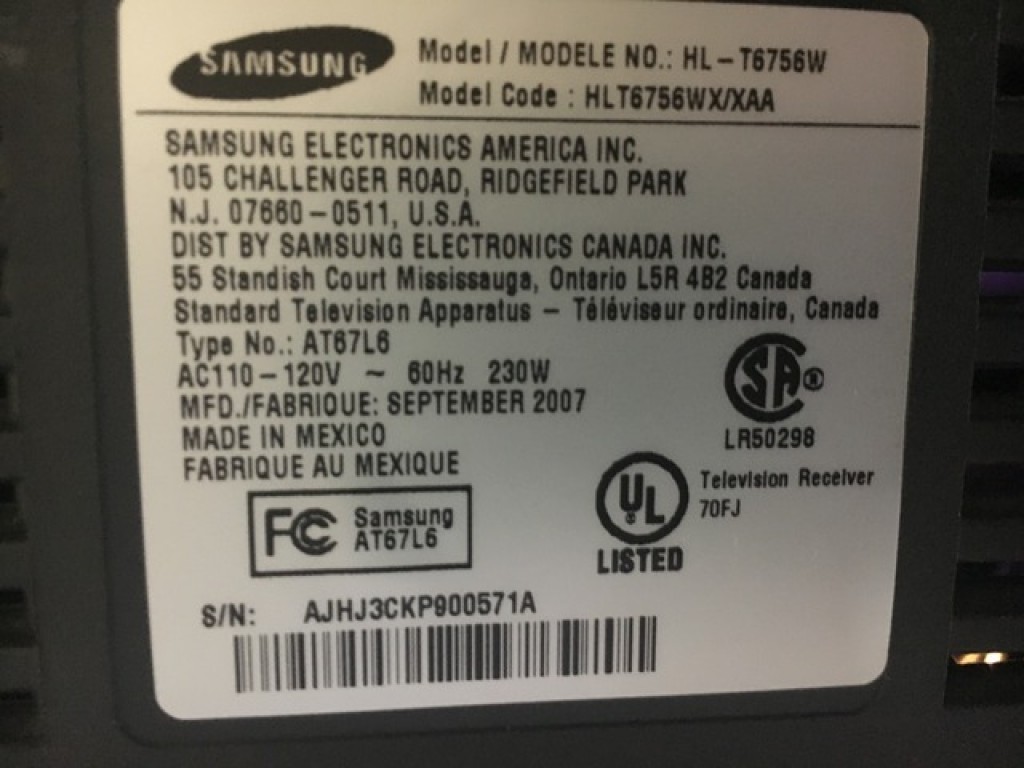 SAMSUNG
Model / MODELE NO.: HL-T6756W
Model Code : HLT6756WX/XAA
SAMSUNG ELECTRONICS AMERICA INC.
105 CHALLENGER ROAD, RIDGEFIELD PARK
N.J. 07660-0511, U.S.A.
DIST BY SAMSUNG ELECTRONICS CANADA INC.
55 Standish Court Mississauga, Ontario L5R 4B2 Canada
Standard Television Apparatus – Téléviseur ordinaire, Canada
Type No.: AT67L6
AC110-120V ~ 60Hz 230W
MFD./FABRIQUE: SEPTEMBER 2007
MADE IN MEXICO
FABRIQUE AU MEXIQUE
SA ®
LR50298
FC Samsung
AT67L6
UL
LISTED
Television Receiver
70FJ
S/N: AJHJ3CKP900571A